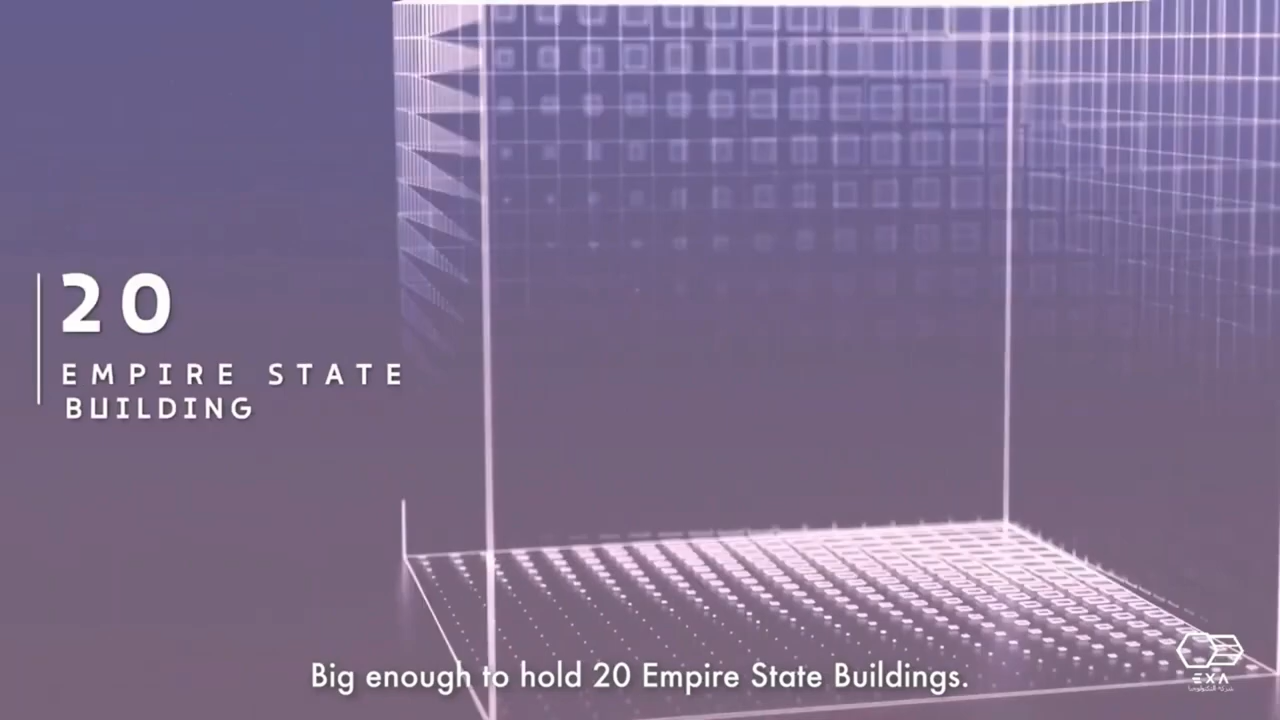 20
EMPIRE STATE
BUILDING
Big enough to hold 20 Empire State Buildings.
EXA